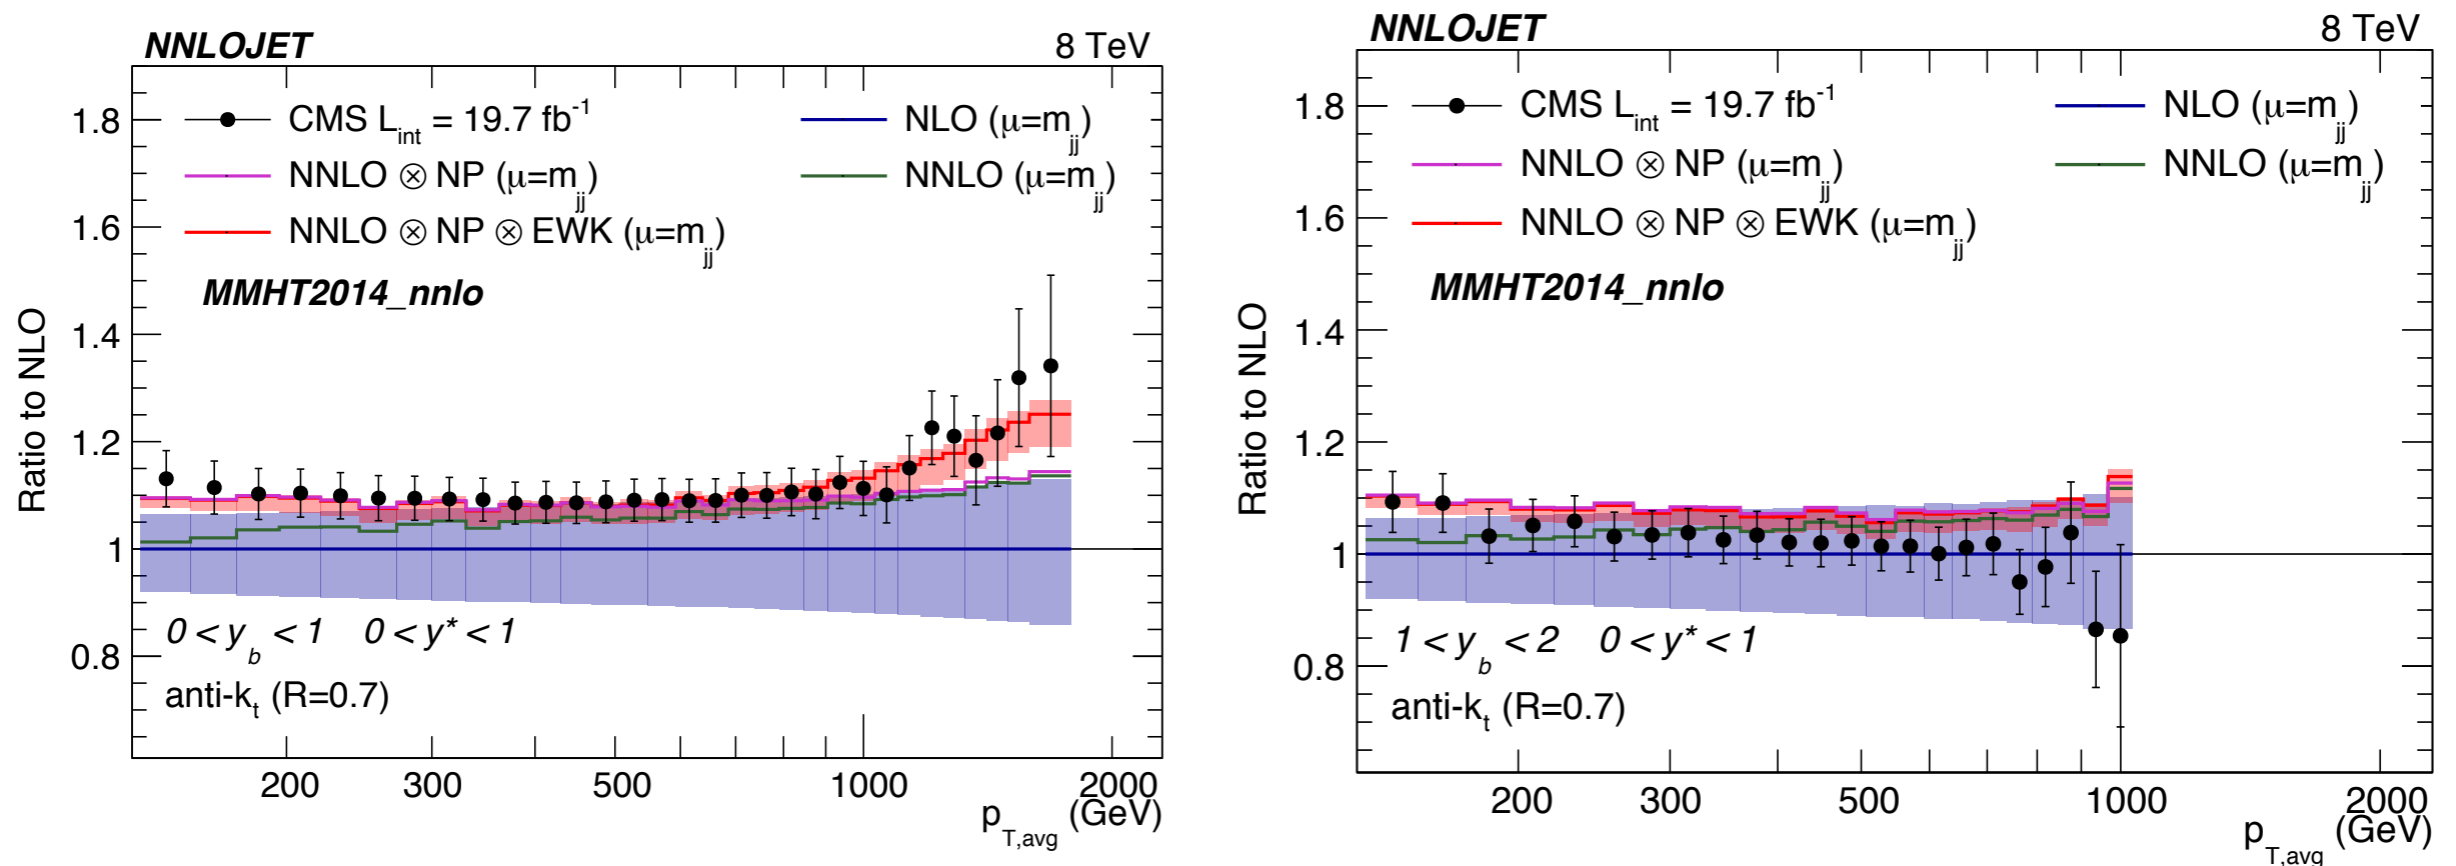 NNLOJET 8 TeV
CMS L_int = 19.7 fb^-1
NLO (μ=m_jj)
NNLO ⊗ NP (μ=m_jj)
NNLO (μ=m_jj)
NNLO ⊗ NP ⊗ EWK (μ=m_jj)
MMHT2014_nnlo
Ratio to NLO
1.8
1.6
1.4
1.2
1
0.8
0 < y_b < 1 0 < y* < 1
anti-k_t (R=0.7)
200 300 500 1000 2000
p_T,avg (GeV)
NNLOJET 8 TeV
CMS L_int = 19.7 fb^-1
NLO (μ=m_jj)
NNLO ⊗ NP (μ=m_jj)
NNLO (μ=m_jj)
NNLO ⊗ NP ⊗ EWK (μ=m_jj)
MMHT2014_nnlo
Ratio to NLO
1.8
1.6
1.4
1.2
1
0.8
1 < y_b < 2 0 < y* < 1
anti-k_t (R=0.7)
200 300 500 1000 2000
p_T,avg (GeV)